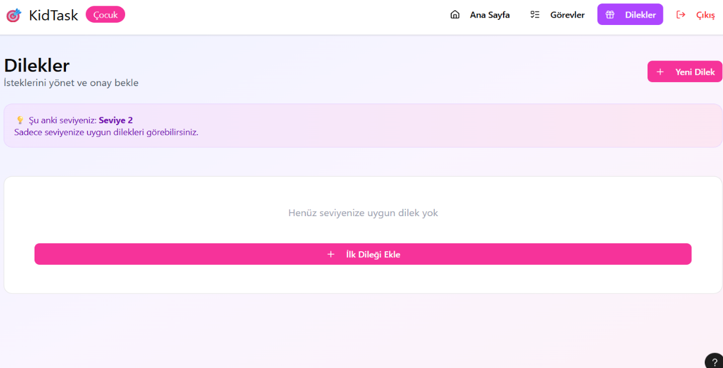 KidTask Çocuk Ana Sayfa Görevler Dilekler Çıkış
Dilekler
İsteklerini yönet ve onay bekle
+ Yeni Dilek
Şu anki seviyeniz: Seviye 2
Sadece seviyenize uygun dilekleri görebilirsiniz.
Henüz seviyenize uygun dilek yok
+ İlk Dileği Ekle
?